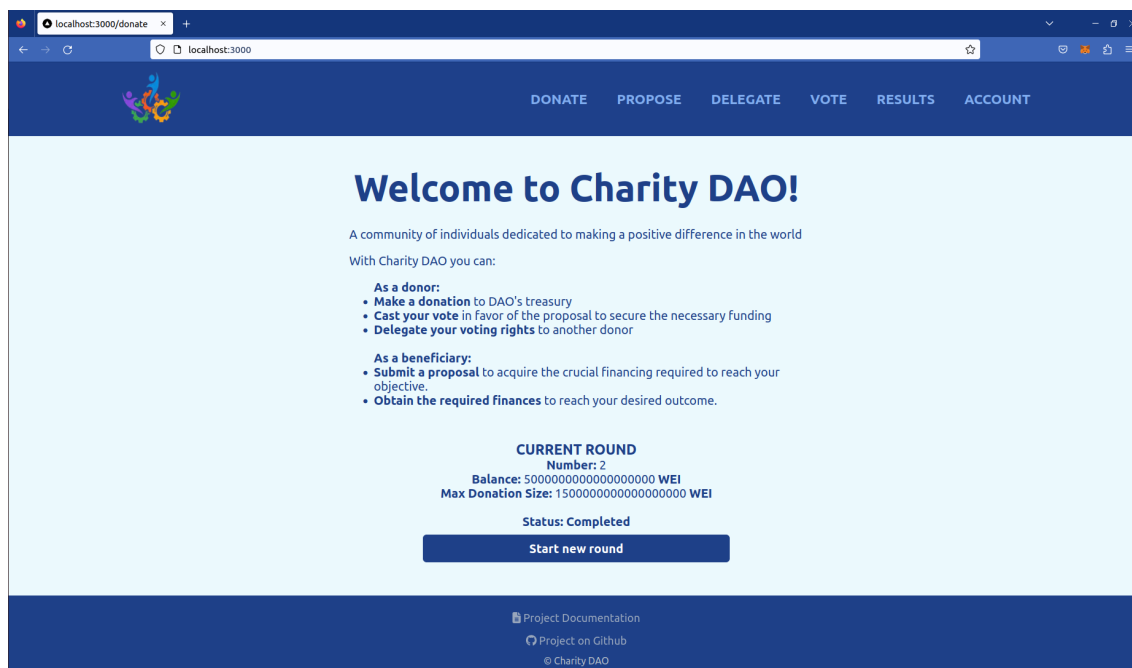 localhost:3000/donate
localhost:3000
DONATE PROPOSE DELEGATE VOTE RESULTS ACCOUNT
Welcome to Charity DAO!
A community of individuals dedicated to making a positive difference in the world
With Charity DAO you can:
As a donor:
• Make a donation to DAO's treasury
• Cast your vote in favor of the proposal to secure the necessary funding
• Delegate your voting rights to another donor
As a beneficiary:
• Submit a proposal to acquire the crucial financing required to reach your
objective.
• Obtain the required finances to reach your desired outcome.
CURRENT ROUND
Number: 2
Balance: 5000000000000000000 WEI
Max Donation Size: 1500000000000000000 WEI
Status: Completed
Start new round
Project Documentation
Project on Github
© Charity DAO